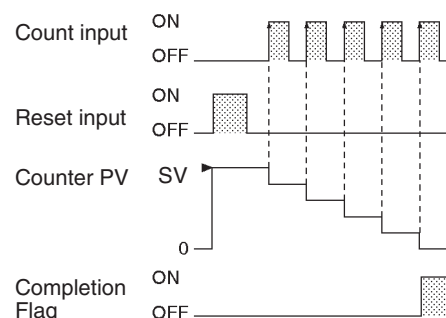 Count input ON
OFF
Reset input ON
OFF
Counter PV SV
0
Completion Flag ON
OFF